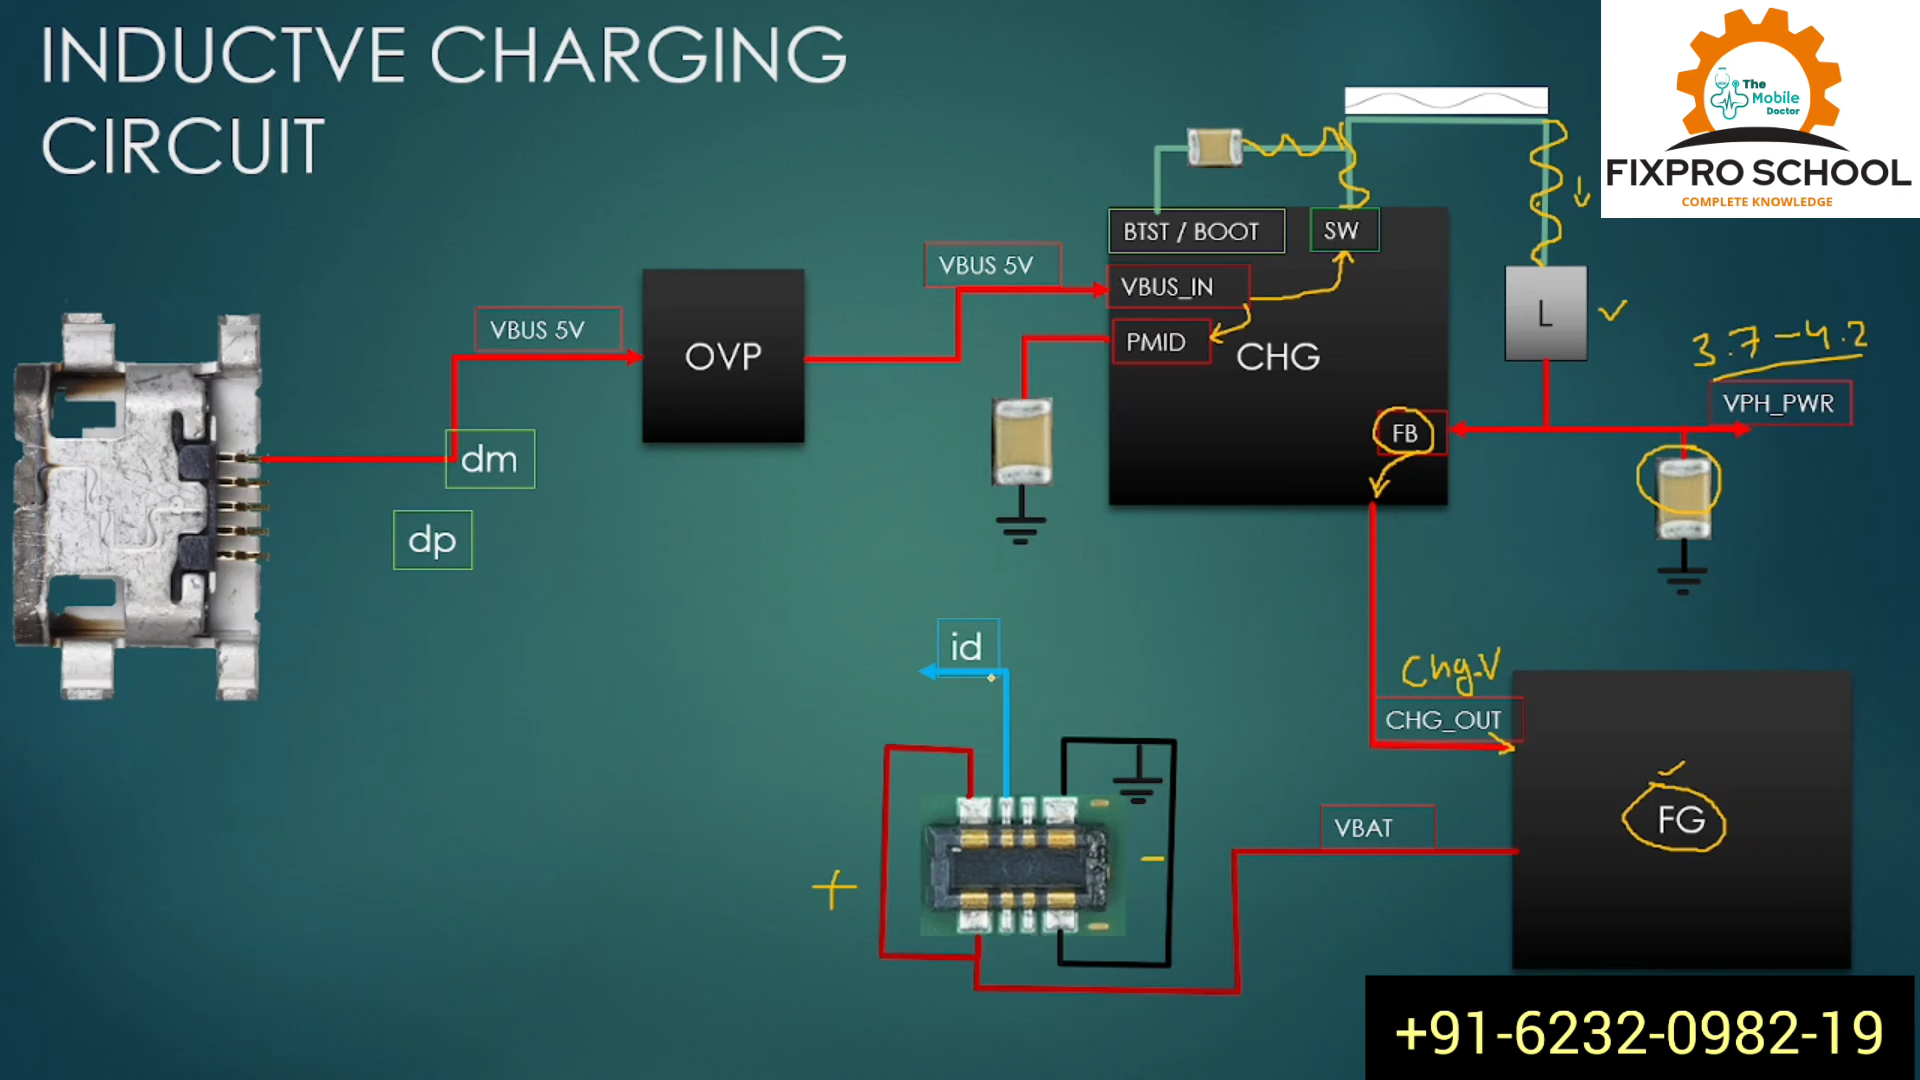 INDUCTVE CHARGING
CIRCUIT
The
Mobile
Doctor
FIXPRO SCHOOL
COMPLETE KNOWLEDGE
BTST / BOOT
SW
VBUS 5V
VBUS_IN
VBUS 5V
PMID
OVP
CHG
L
3.7-4.2
VPH_PWR
FB
dm
dp
id
Chg.V
CHG_OUT
FG
VBAT
+
-
+91-6232-0982-19